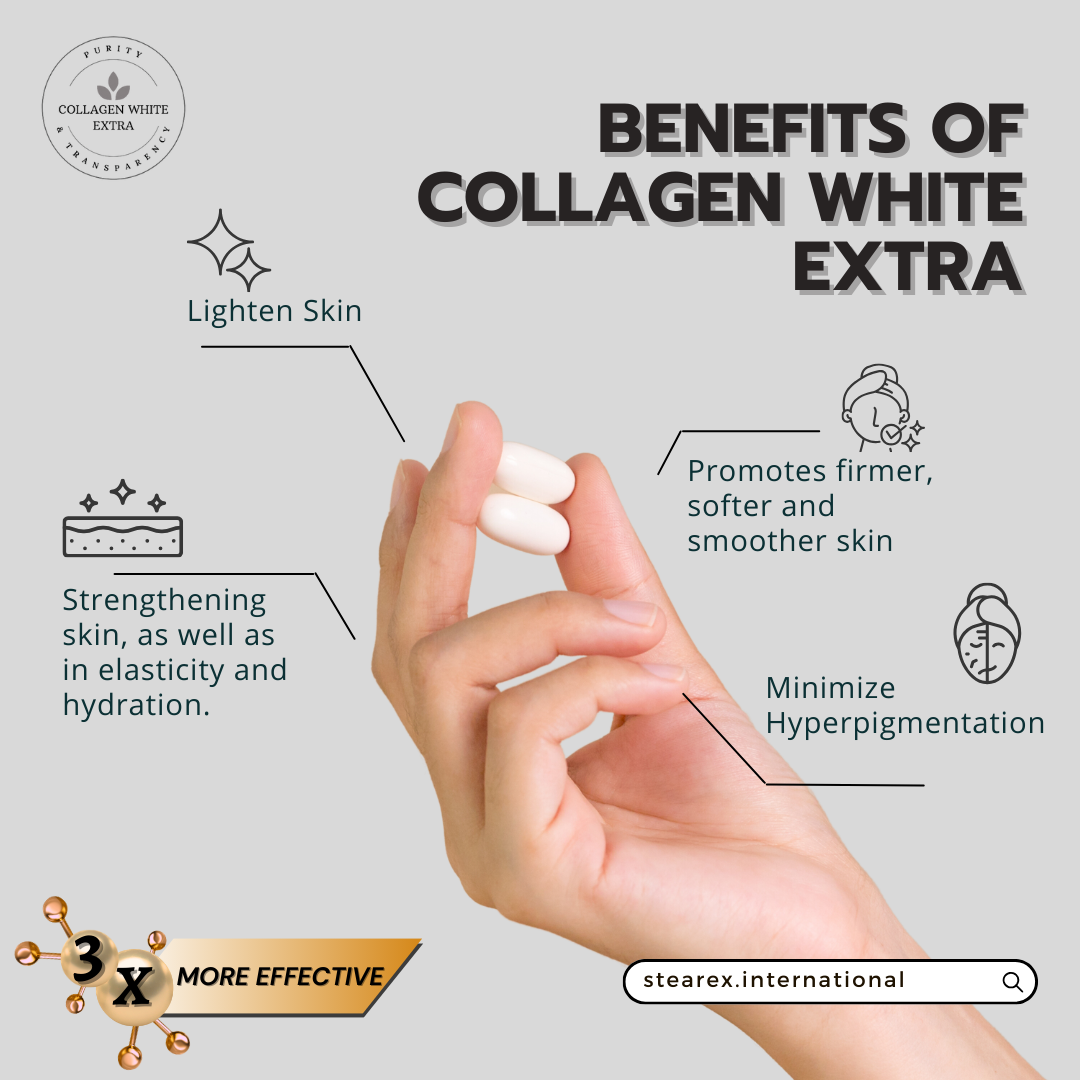 PURITY
COLLAGEN WHITE
EXTRA
& TRANSPARENCY
BENEFITS OF
COLLAGEN WHITE
EXTRA
Lighten Skin
Promotes firmer,
softer and
smoother skin
Strengthening
skin, as well as
in elasticity and
hydration.
Minimize
Hyperpigmentation
3
X
MORE EFFECTIVE
stearex.international